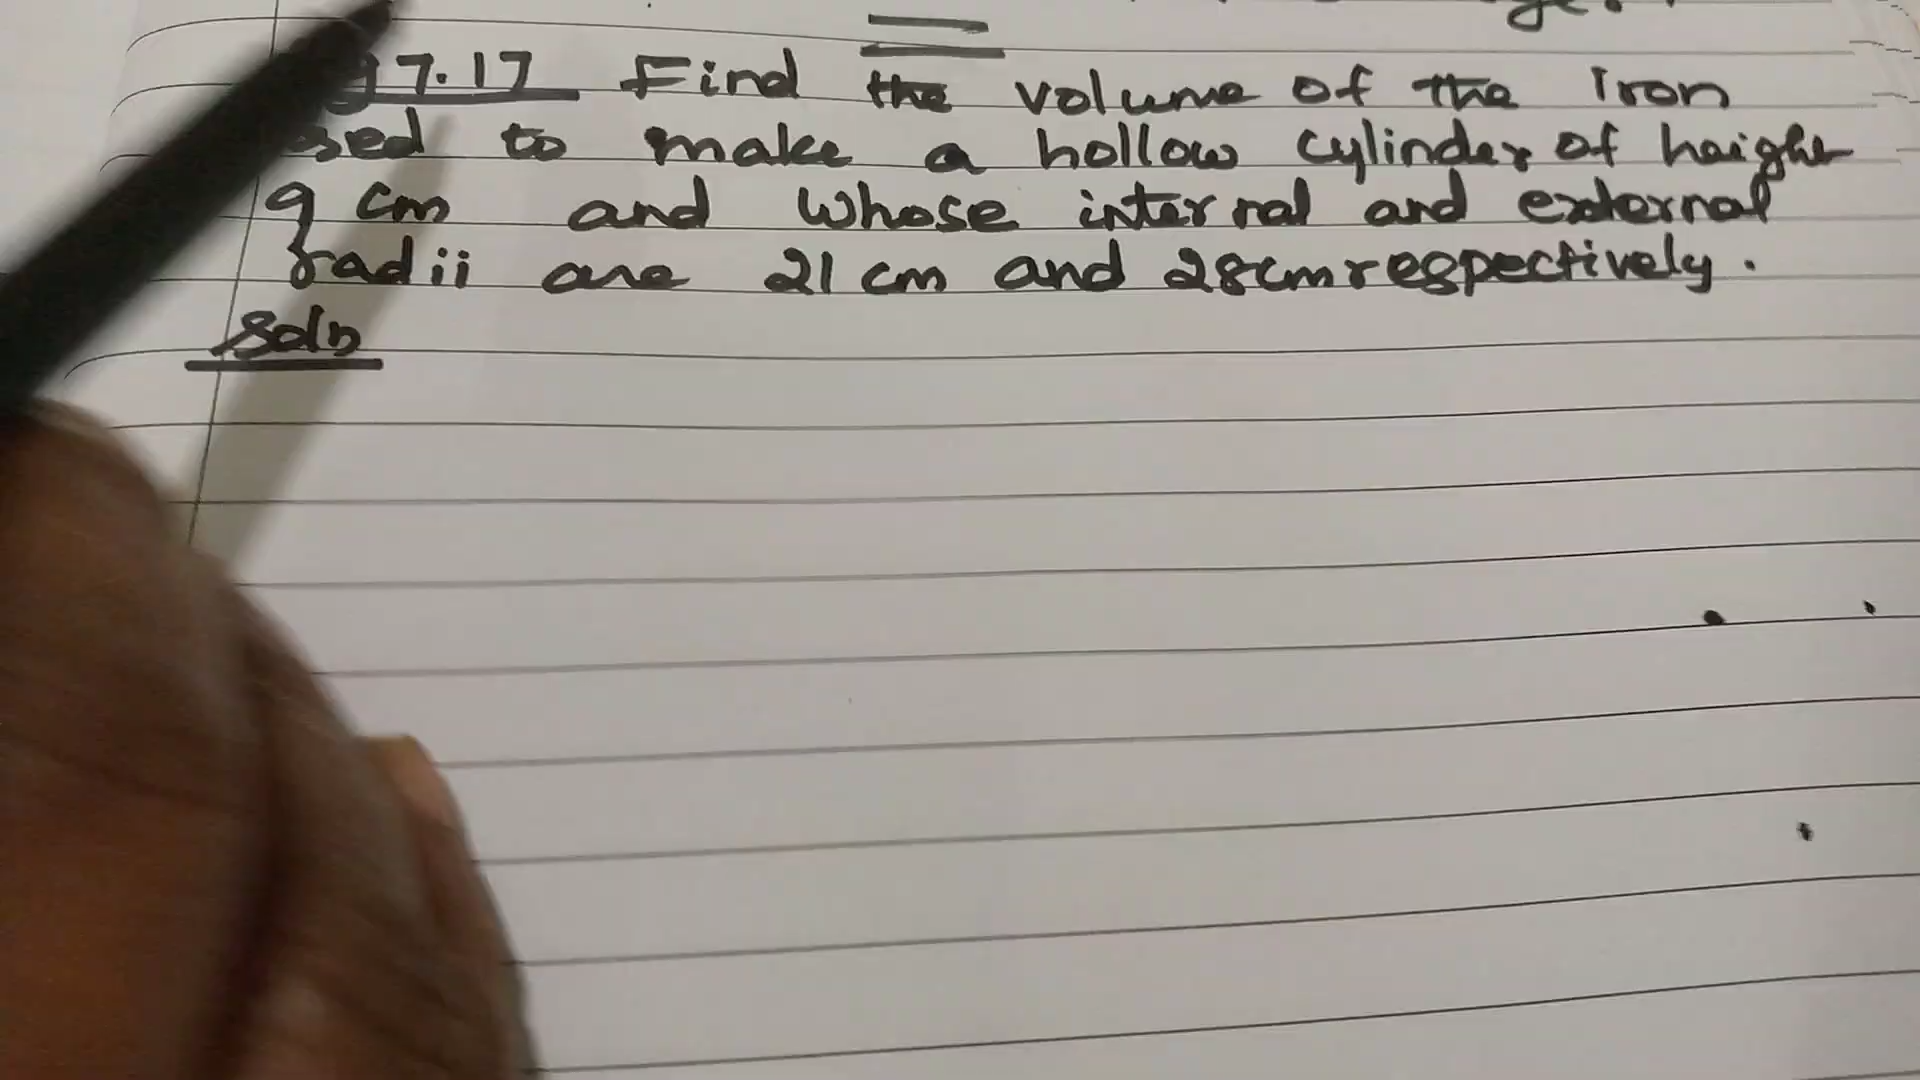 7.17 Find the volume of the Iron
used to make a hollow cylinder of height
9 cm and whose internal and external
radii are 21 cm and 28cm respectively.
Soln